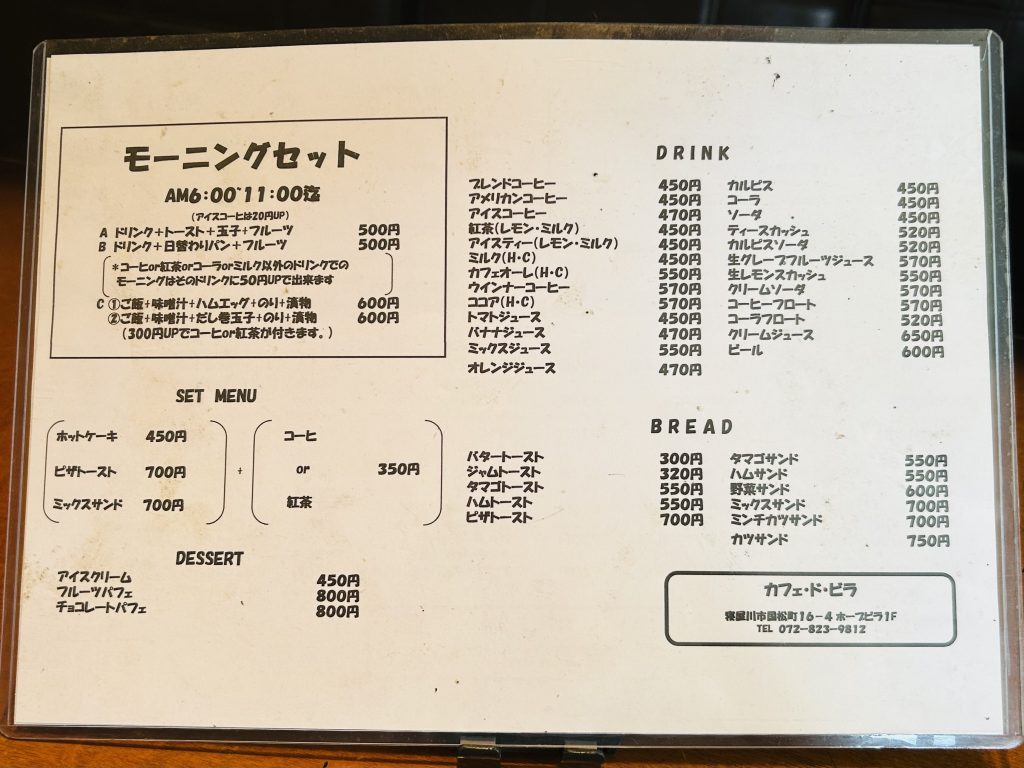 モーニングセット
AM6:00~11:00迄
(アイスコーヒは20円UP)
A ドリンク+トースト+玉子+フルーツ 500円
B ドリンク+日替わりパン+フルーツ 500円
*コーヒor紅茶orコーラorミルク以外のドリンクでの
モーニングはそのドリンクに50円UPで出来ます
C ①ご飯+味噌汁+ハムエッグ+のり+漬物 600円
②ご飯+味噌汁+だし巻玉子+のり+漬物 600円
(300円UPでコーヒor紅茶が付きます。)
SET MENU
ホットケーキ 450円
ピザトースト 700円
ミックスサンド 700円
+
コーヒ
or 350円
紅茶
DESSERT
アイスクリーム 450円
フルーツパフェ 800円
チョコレートパフェ 800円
DRINK
ブレンドコーヒー 450円
アメリカンコーヒー 450円
アイスコーヒー 470円
紅茶(レモン・ミルク) 450円
アイスティー(レモン・ミルク) 470円
ミルク(H・C) 450円
カフェオーレ(H・C) 550円
ウインナーコーヒー 570円
ココア(H・C) 570円
トマトジュース 450円
バナナジュース 470円
ミックスジュース 550円
オレンジジュース 470円
カルピス 450円
コーラ 450円
ソーダ 450円
ティースカッシュ 520円
カルピスソーダ 520円
生グレープフルーツジュース 570円
生レモンスカッシュ 550円
クリームソーダ 570円
コーヒーフロート 570円
コーラフロート 520円
クリームジュース 650円
ビール 600円
BREAD
バタートースト 300円
ジャムトースト 320円
タマゴトースト 550円
ハムトースト 550円
ピザトースト 700円
タマゴサンド 550円
ハムサンド 550円
野菜サンド 600円
ミックスサンド 700円
ミンチカツサンド 700円
カツサンド 750円
カフェ・ド・ビラ
寝屋川市国松町16-4 ホープビラ1F
TEL 072-823-9812